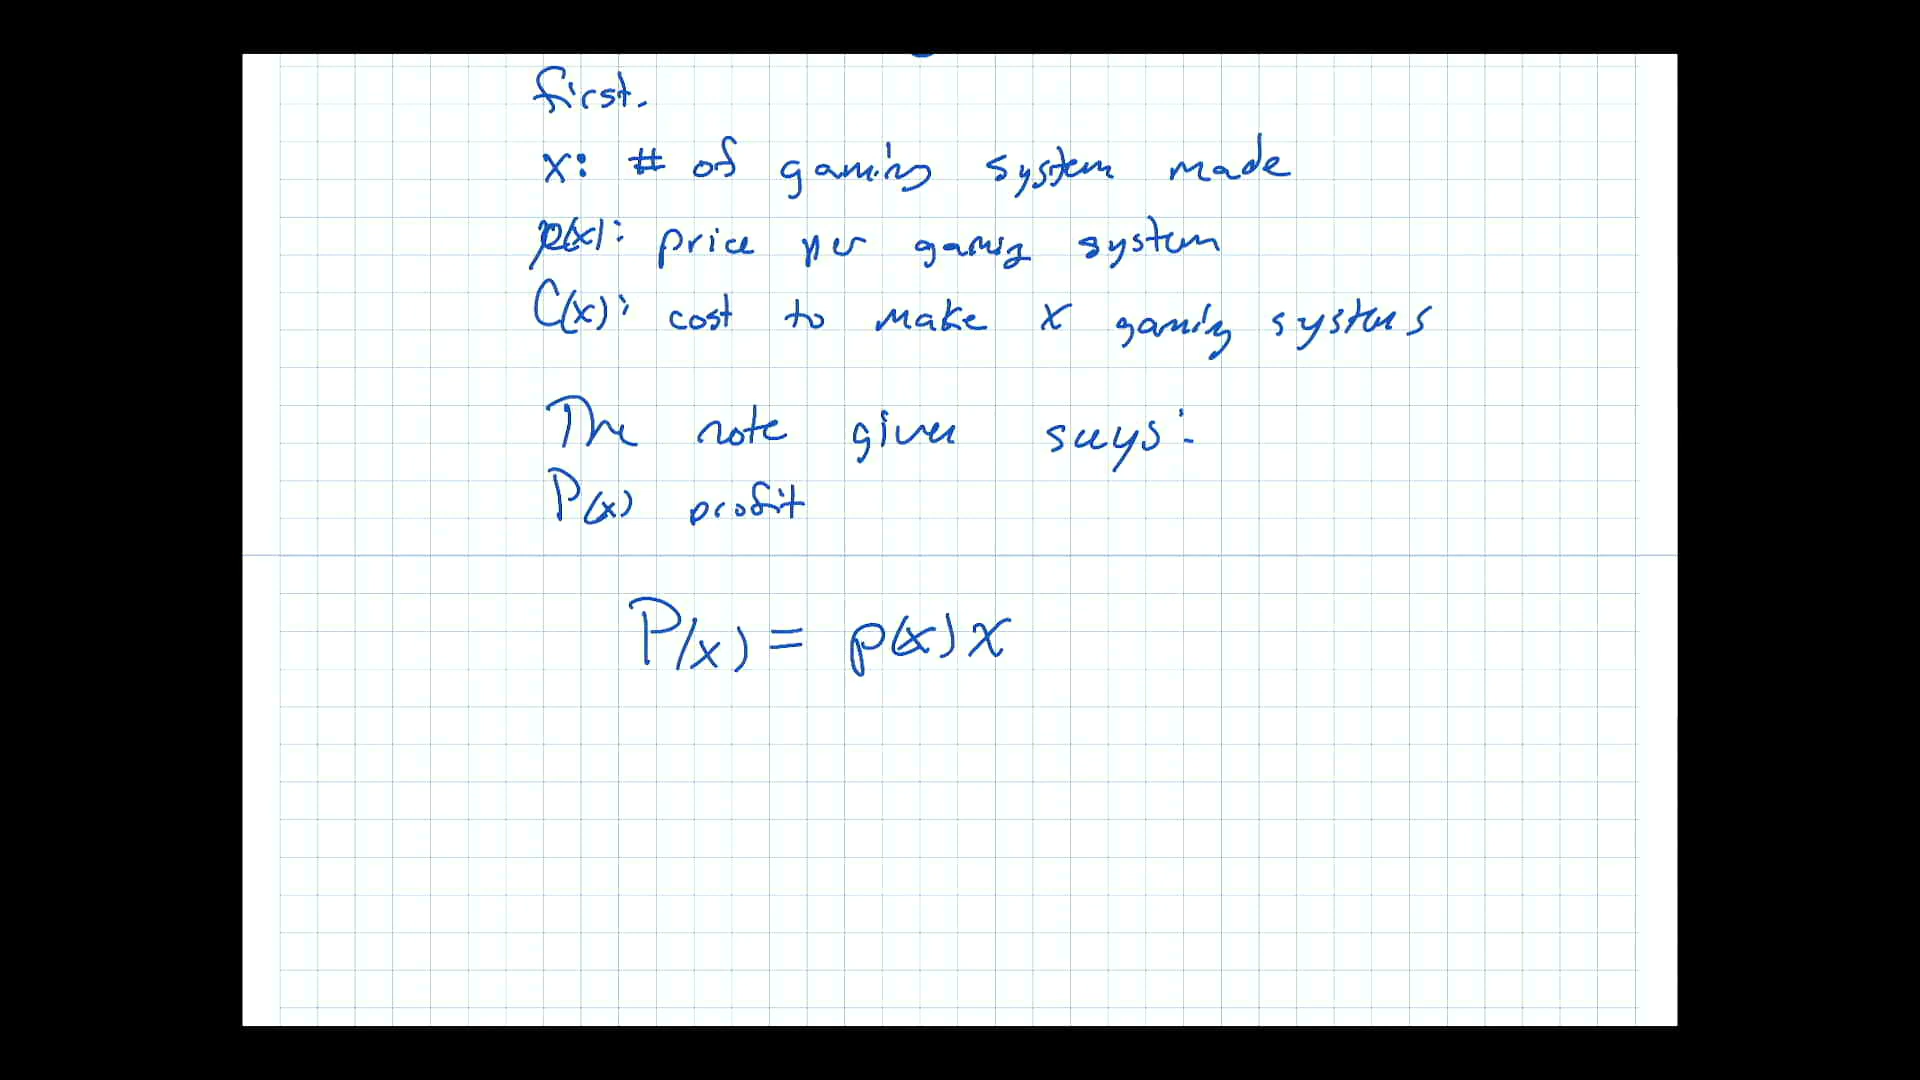 first.
x: # of gaming system made
p(x): price per gaming system
C(x): cost to make x gaming systems
The note given says:
P(x) profit
P(x) = p(x) x